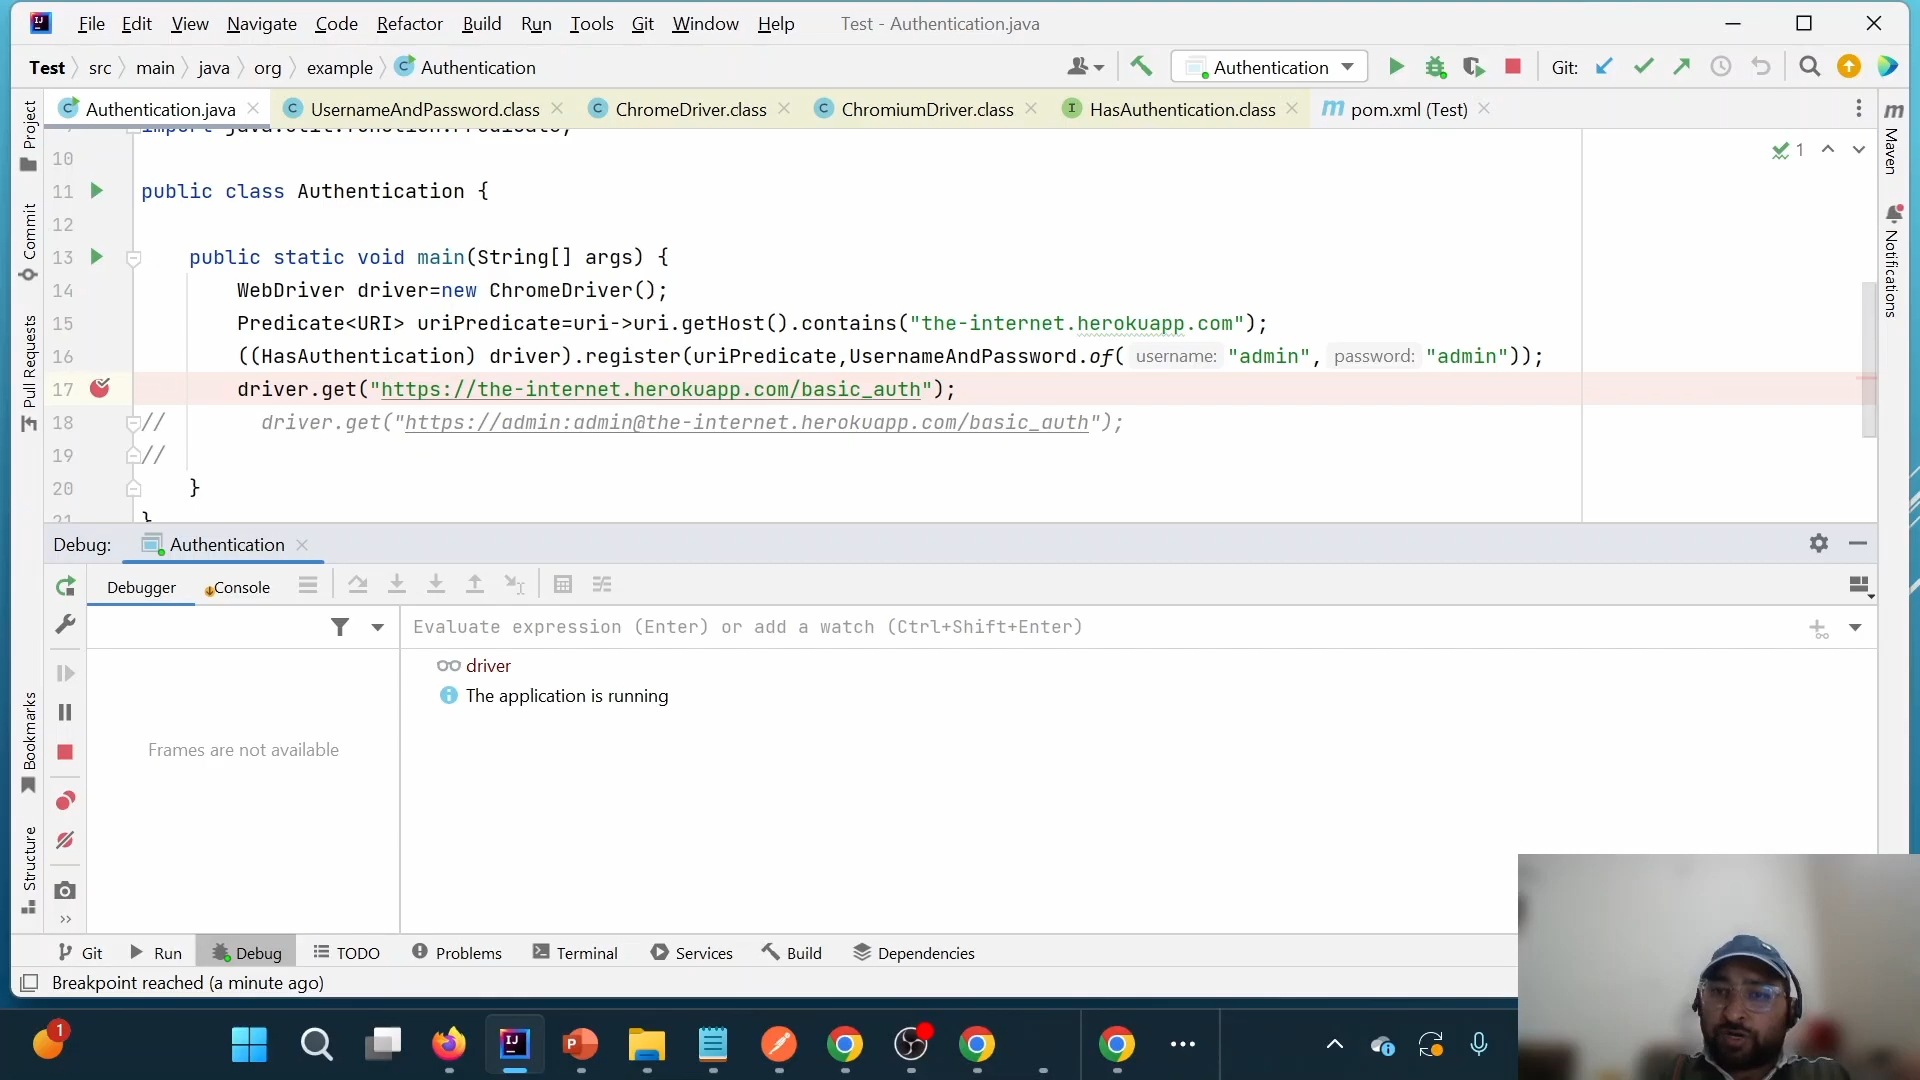 File Edit View Navigate Code Refactor Build Run Tools Git Window Help Test - Authentication.java
Test src main java org example Authentication
Authentication Git:
Authentication.java UsernameAndPassword.class ChromeDriver.class ChromiumDriver.class HasAuthentication.class pom.xml (Test)
Project
Commit
Pull Requests
Bookmarks
Structure
Maven
Notifications
1
import java.util.function.Predicate;
10
11 public class Authentication {
12
13 public static void main(String[] args) {
14 WebDriver driver=new ChromeDriver();
15 Predicate<URI> uriPredicate=uri->uri.getHost().contains("the-internet.herokuapp.com");
16 ((HasAuthentication) driver).register(uriPredicate,UsernameAndPassword.of( username: "admin", password: "admin"));
17 driver.get("https://the-internet.herokuapp.com/basic_auth");
18 // driver.get("https://admin:admin@the-internet.herokuapp.com/basic_auth");
19 //
20 }
21 }
Debug: Authentication
Debugger Console
Evaluate expression (Enter) or add a watch (Ctrl+Shift+Enter)
driver
The application is running
Frames are not available
Git Run Debug TODO Problems Terminal Services Build Dependencies
Breakpoint reached (a minute ago)
1